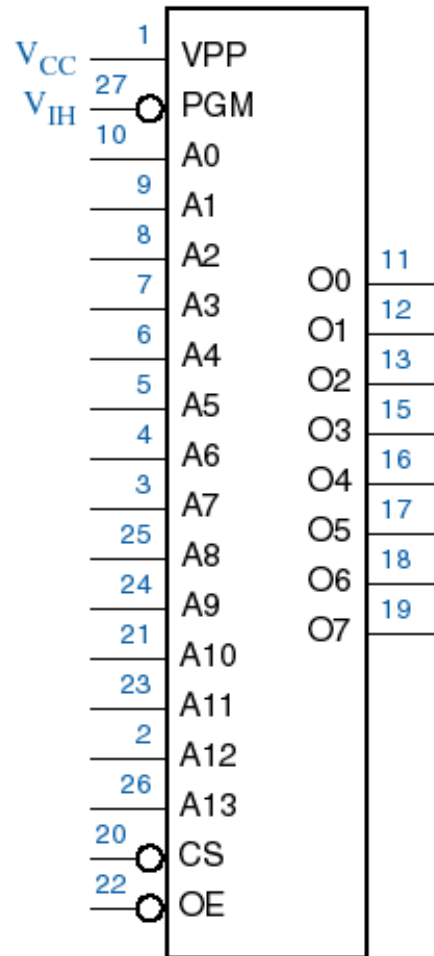 1
V_CC VPP
27
V_IH PGM
10
A0
9
A1
8
A2
7
A3
6
A4
5
A5
4
A6
3
A7
25
A8
24
A9
21
A10
23
A11
2
A12
26
A13
20
CS
22
OE
11
O0
12
O1
13
O2
15
O3
16
O4
17
O5
18
O6
19
O7